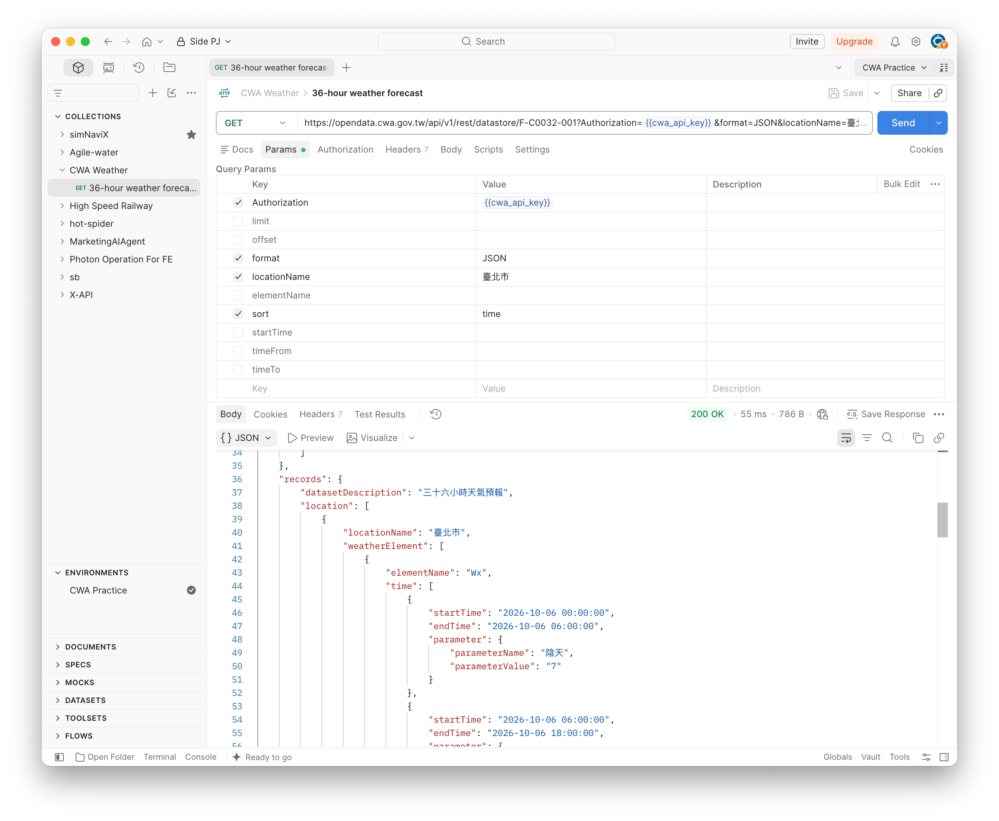 Side PJ
Search
Invite
Upgrade
GET 36-hour weather forecas
CWA Practice
HTTP
CWA Weather > 36-hour weather forecast
Save
Share
COLLECTIONS
simNaviX
Agile-water
CWA Weather
GET 36-hour weather foreca...
High Speed Railway
hot-spider
MarketingAIAgent
Photon Operation For FE
sb
X-API
ENVIRONMENTS
CWA Practice
DOCUMENTS
SPECS
MOCKS
DATASETS
TOOLSETS
FLOWS
GET
https://opendata.cwa.gov.tw/api/v1/rest/datastore/F-C0032-001?Authorization= {{cwa_api_key}} &format=JSON&locationName=臺...
Send
Docs Params Authorization Headers 7 Body Scripts Settings Cookies
Query Params
Key Value Description Bulk Edit
Authorization {{cwa_api_key}}
limit
offset
format JSON
locationName 臺北市
elementName
sort time
startTime
timeFrom
timeTo
Key Value Description
Body Cookies Headers 7 Test Results 200 OK 55 ms 786 B e.g. Save Response
{} JSON Preview Visualize
34 ]
35 },
36 "records": {
37 "datasetDescription": "三十六小時天氣預報",
38 "location": [
39 {
40 "locationName": "臺北市",
41 "weatherElement": [
42 {
43 "elementName": "Wx",
44 "time": [
45 {
46 "startTime": "2026-10-06 00:00:00",
47 "endTime": "2026-10-06 06:00:00",
48 "parameter": {
49 "parameterName": "陰天",
50 "parameterValue": "7"
51 }
52 },
53 {
54 "startTime": "2026-10-06 06:00:00",
55 "endTime": "2026-10-06 18:00:00",
56 "parameter": {
Open Folder Terminal Console Ready to go Globals Vault Tools